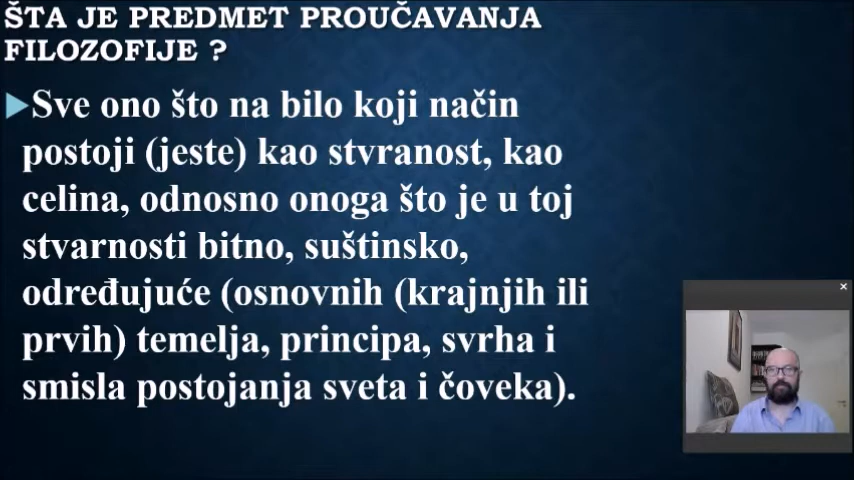 ŠTA JE PREDMET PROUČAVANJA
FILOZOFIJE ?
Sve ono što na bilo koji način
postoji (jeste) kao stvranost, kao
celina, odnosno onoga što je u toj
stvarnosti bitno, suštinsko,
određujuće (osnovnih (krajnjih ili
prvih) temelja, principa, svrha i
smisla postojanja sveta i čoveka).